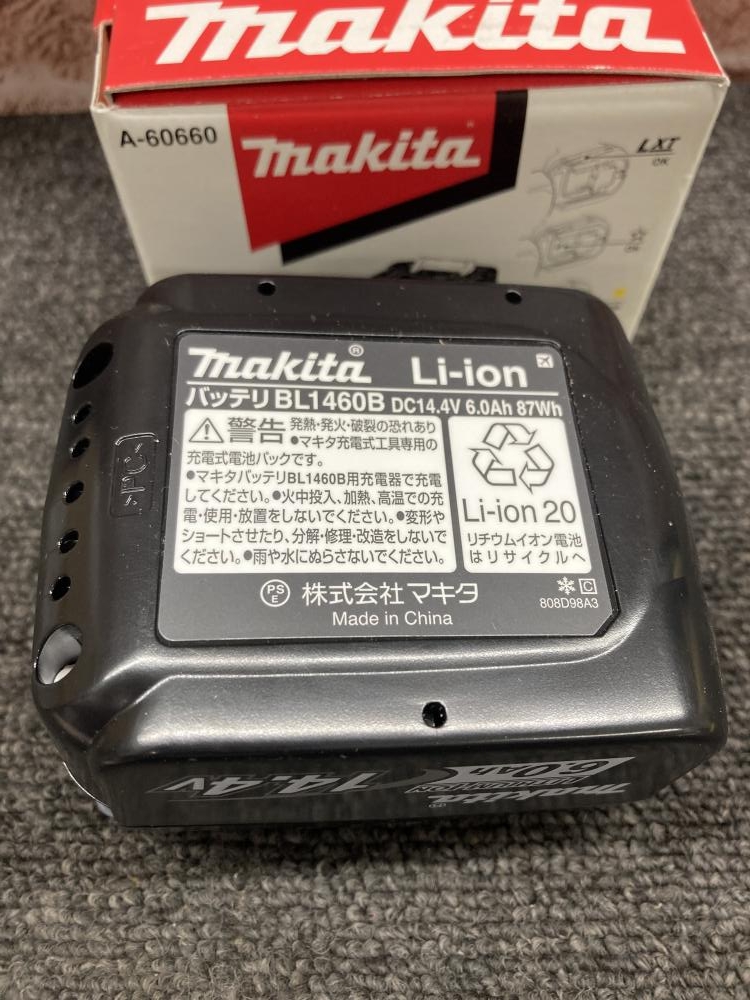 makita
A-60660
makita
LXT
OK
makita® Li-ion
バッテリ BL1460B DC14.4V 6.0Ah 87Wh
警告 発熱・発火・破裂の恐れあり
●マキタ充電式工具専用の
充電式電池パックです。
●マキタバッテリBL1460B用充電器で充電
してください。●火中投入、加熱、高温での充
電・使用・放置をしないでください。●変形や
ショートさせたり、分解・修理・改造をしないで
ください。●雨や水にぬらさないでください。
Li-ion 20
リチウムイオン電池
はリサイクルへ
PSE 株式会社マキタ
Made in China
C
808D98A3
14.4V
6.0Ah
makita®